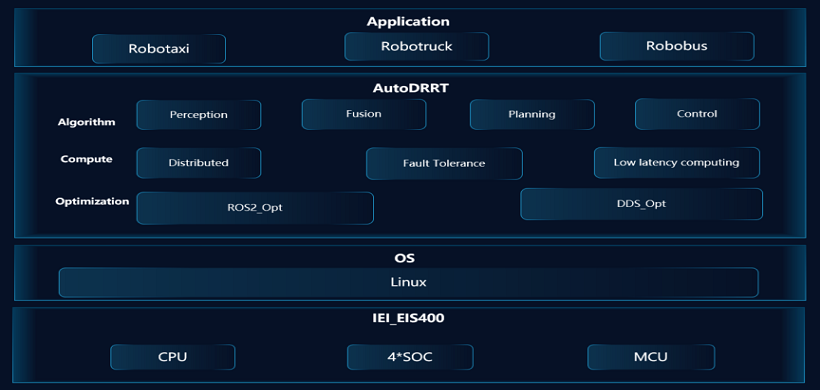 Application
Robotaxi
Robotruck
Robobus
AutoDRRT
Algorithm
Perception
Fusion
Planning
Control
Compute
Distributed
Fault Tolerance
Low latency computing
Optimization
ROS2_Opt
DDS_Opt
OS
Linux
IEI_EIS400
CPU
4*SOC
MCU